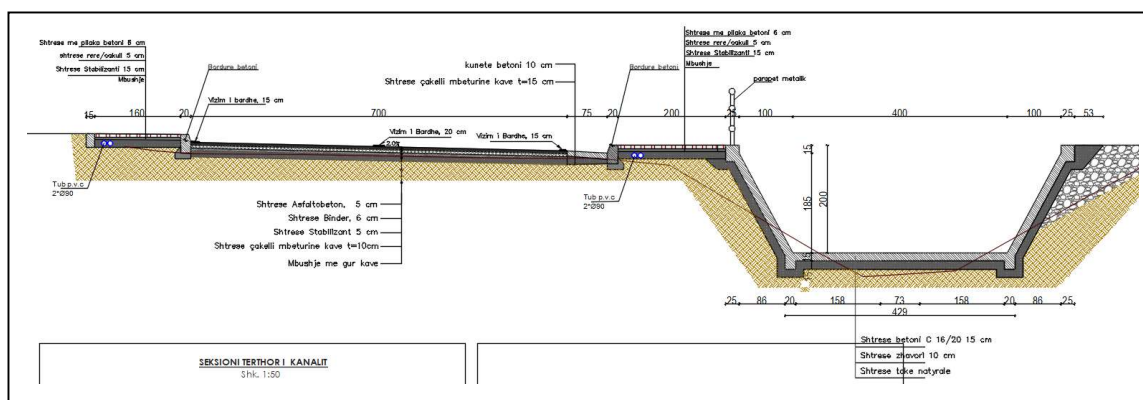 Shtrese me pllaka betoni 6 cm
shtrese rere/cakull 5 cm
Shtrese Stabilizanti 15 cm
Mbushje
Bordure betoni
Vizim i bardhe, 15 cm
kunete betoni 10 cm
Shtrese çakelli mbeturine kave t=15 cm
Bordure betoni
Shtrese me pllaka betoni 6 cm
Shtrese rere/cakull 5 cm
Shtrese Stabilizanti 15 cm
Mbushje
parapet metalik
15 160 20 700 75 20 200 25 100 400 100 25 53
Vizim i Bardhe, 20 cm
2.0%
Vizim i Bardhe, 15 cm
Tub p.v.c
2*Ø90
Tub p.v.c
2*Ø90
15
185
15
200
Shtrese Asfaltobeton, 5 cm
Shtrese Binder, 6 cm
Shtrese Stabilizant 5 cm
Shtrese çakelli mbeturine kave t=10cm
Mbushje me gur kave
25 86 20 158 73 158 20 86 25
429
Shtrese betoni C 16/20 15 cm
Shtrese zhavorri 10 cm
Shtrese toke natyrale
SEKSIONI TERTHOR I KANALIT
Shk. 1:50